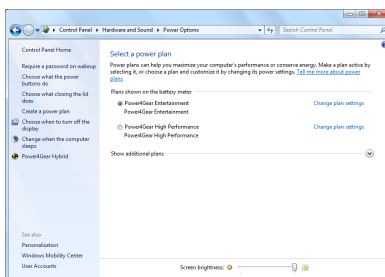 Control Panel ▸ Hardware and Sound ▸ Power Options
Search Control Panel
Control Panel Home
Require a password on wakeup
Choose what the power
buttons do
Choose what closing the lid
does
Create a power plan
Choose when to turn off the
display
Change when the computer
sleeps
Power4Gear Hybrid
See also
Personalization
Windows Mobility Center
User Accounts
Select a power plan
Power plans can help you maximize your computer's performance or conserve energy. Make a plan active by
selecting it, or choose a plan and customize it by changing its power settings. Tell me more about power
plans
Plans shown on the battery meter
Power4Gear Entertainment
Change plan settings
Power4Gear Entertainment
Power4Gear High Performance
Change plan settings
Power4Gear High Performance
Show additional plans
Screen brightness: